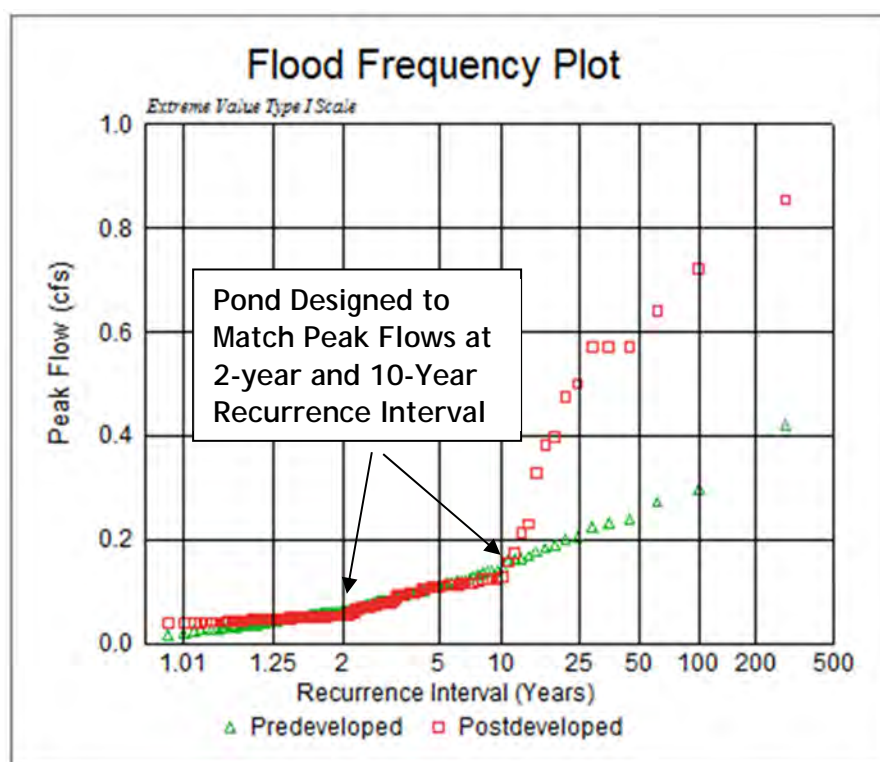 Flood Frequency Plot
Extreme Value Type I Scale
1.0
0.8
0.6
0.4
0.2
0.0
Peak Flow (cfs)
Pond Designed to
Match Peak Flows at
2-year and 10-Year
Recurrence Interval
1.01 1.25 2 5 10 25 50 100 200 500
Recurrence Interval (Years)
Predeveloped Postdeveloped